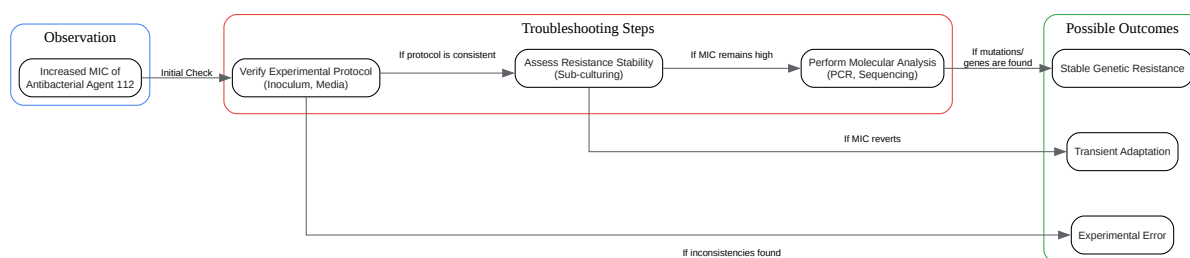 Observation
Increased MIC of
Antibacterial Agent 112
Initial Check
Troubleshooting Steps
Verify Experimental Protocol
(Inoculum, Media)
If protocol is consistent
Assess Resistance Stability
(Sub-culturing)
If MIC remains high
Perform Molecular Analysis
(PCR, Sequencing)
If mutations/
genes are found
If MIC reverts
If inconsistencies found
Possible Outcomes
Stable Genetic Resistance
Transient Adaptation
Experimental Error